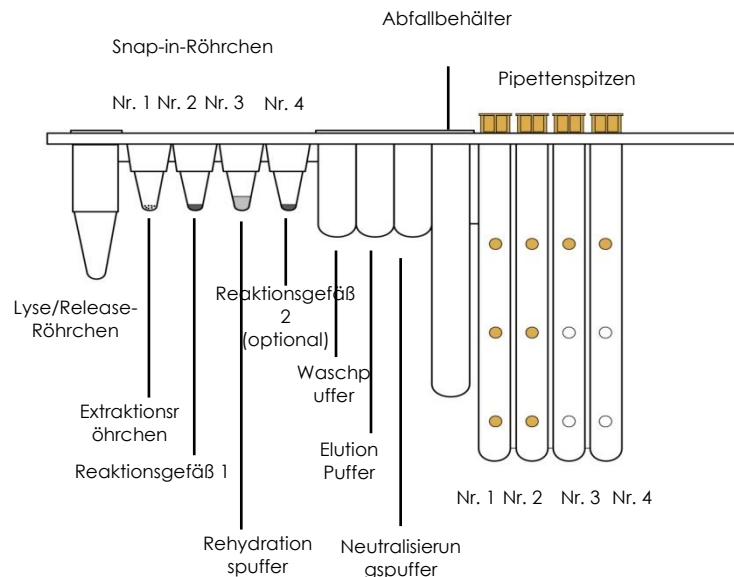 Abfallbehälter
Snap-in-Röhrchen
Pipettenspitzen
Nr. 1 Nr. 2 Nr. 3 Nr. 4
Lyse/Release-
Röhrchen
Reaktionsgefäß
2
(optional)
Waschp
uffer
Extraktionsr
öhrchen
Reaktionsgefäß 1
Elution
Puffer
Nr. 1 Nr. 2 Nr. 3 Nr. 4
Rehydration
spuffer
Neutralisierun
gspuffer